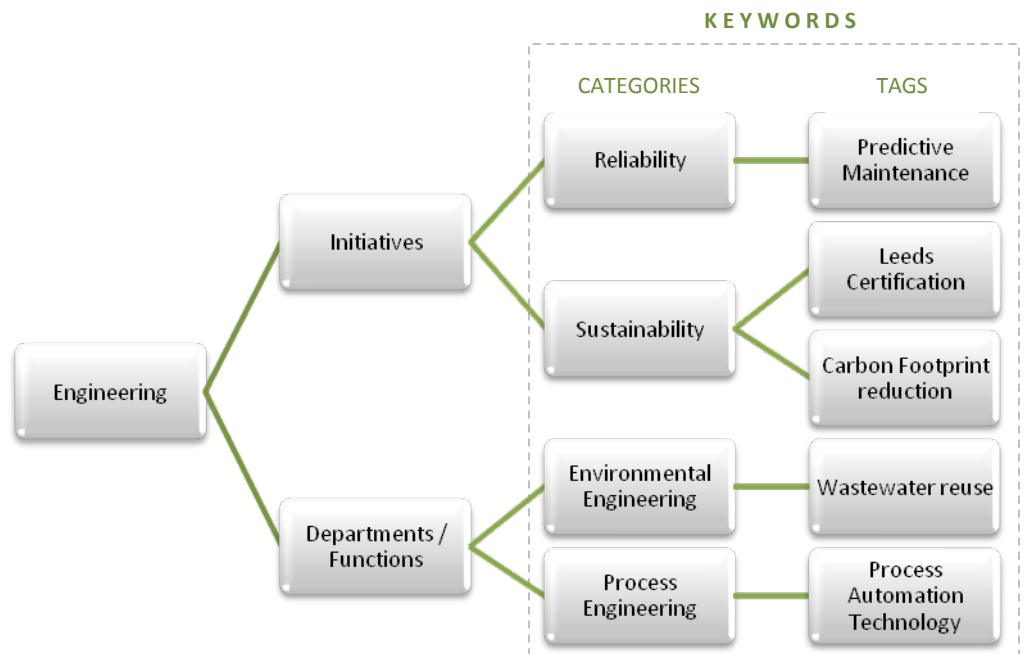 KEYWORDS
CATEGORIES
TAGS
Engineering
Initiatives
Departments /
Functions
Reliability
Predictive
Maintenance
Sustainability
Leeds
Certification
Carbon Footprint
reduction
Environmental
Engineering
Wastewater reuse
Process
Engineering
Process
Automation
Technology